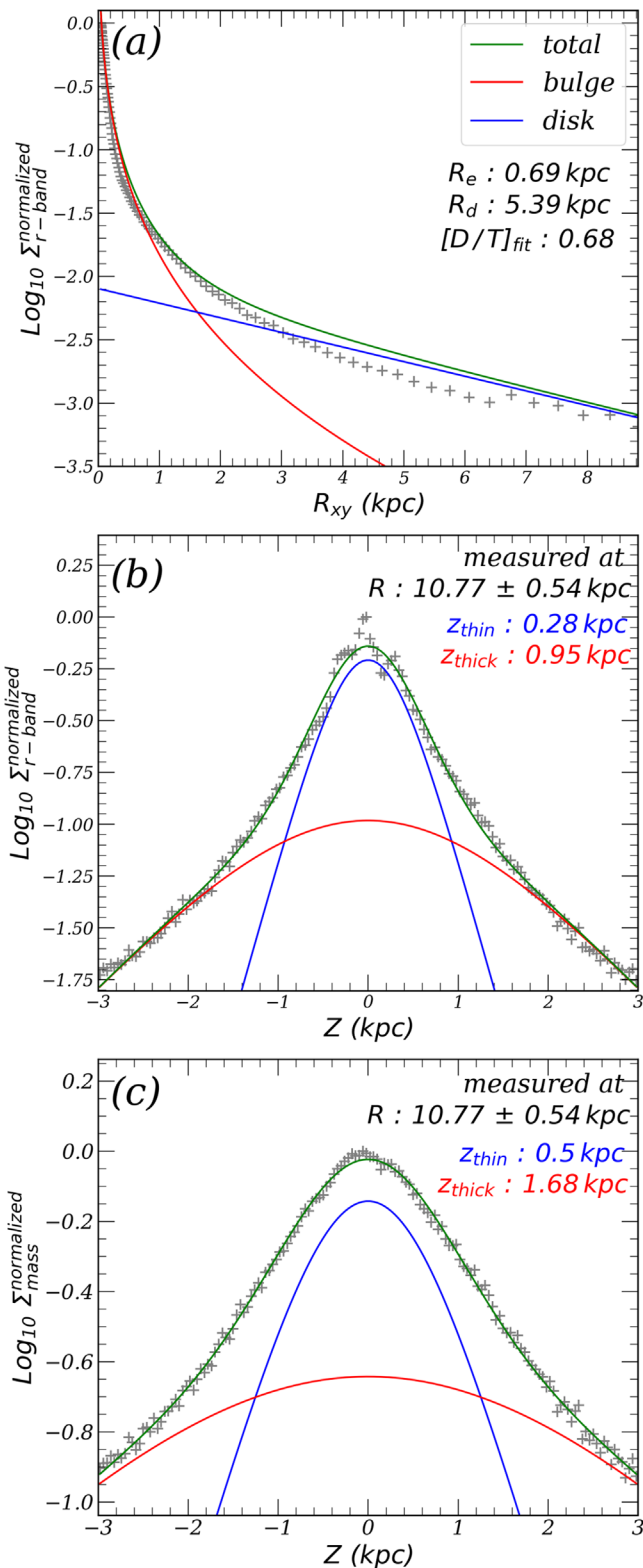 (a)
total
bulge
disk
R_e : 0.69 kpc
R_d : 5.39 kpc
[D/T]_fit : 0.68
0.0
−0.5
−1.0
−1.5
−2.0
−2.5
−3.0
−3.5
Log_10 Σ^normalized_r−band
0 1 2 3 4 5 6 7 8
R_xy (kpc)
(b)
measured at
R : 10.77 ± 0.54 kpc
z_thin : 0.28 kpc
z_thick : 0.95 kpc
0.25
0.00
−0.25
−0.50
−0.75
−1.00
−1.25
−1.50
−1.75
Log_10 Σ^normalized_r−band
−3 −2 −1 0 1 2 3
Z (kpc)
(c)
measured at
R : 10.77 ± 0.54 kpc
z_thin : 0.5 kpc
z_thick : 1.68 kpc
0.2
0.0
−0.2
−0.4
−0.6
−0.8
−1.0
Log_10 Σ^normalized_mass
−3 −2 −1 0 1 2 3
Z (kpc)